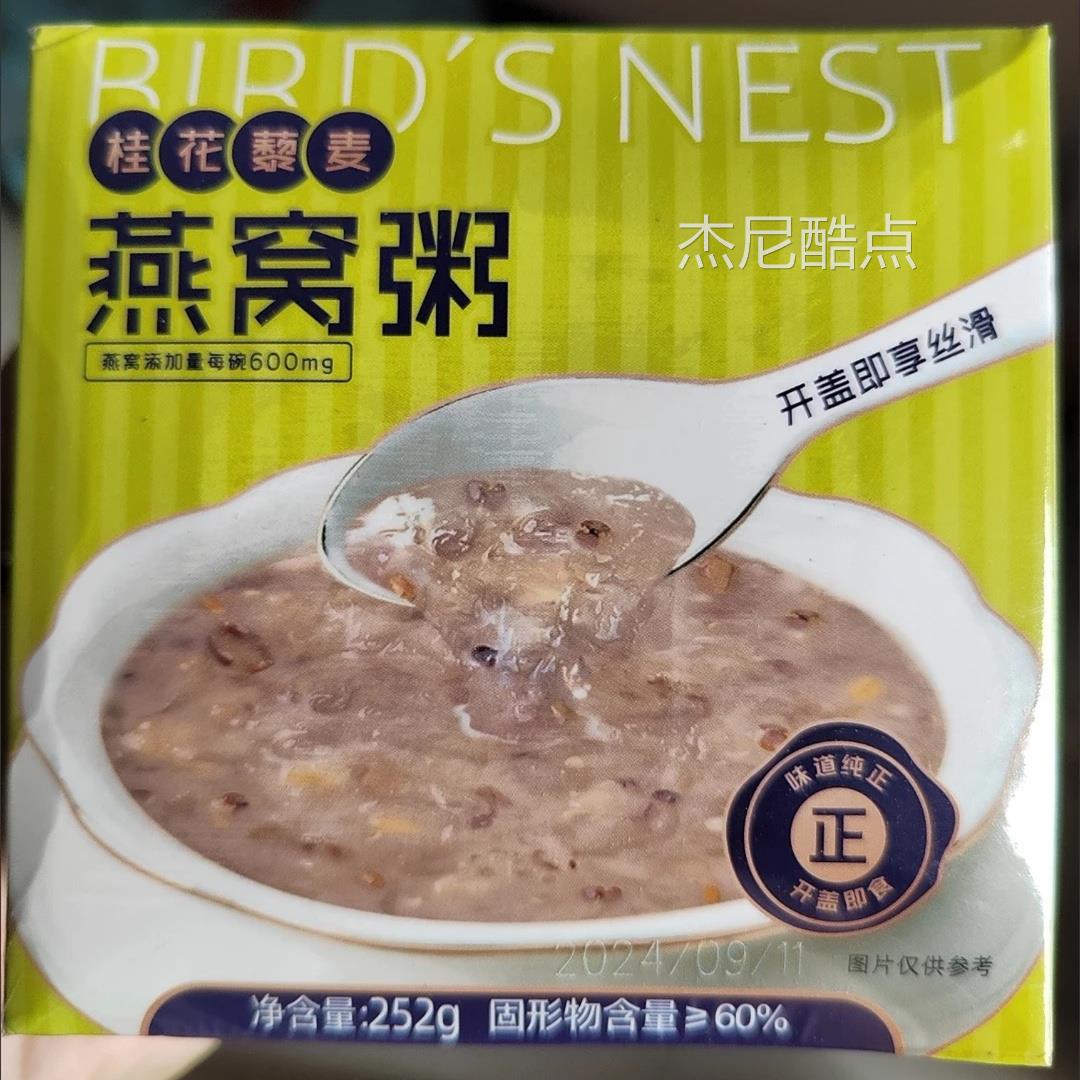 BIRD'S NEST
桂花藜麦
燕窝粥
杰尼酷点
燕窝添加量每碗600mg
开盖即享丝滑
味道纯正
正
开盖即食
2024/09/11
图片仅供参考
净含量:252g 固形物含量≥60%